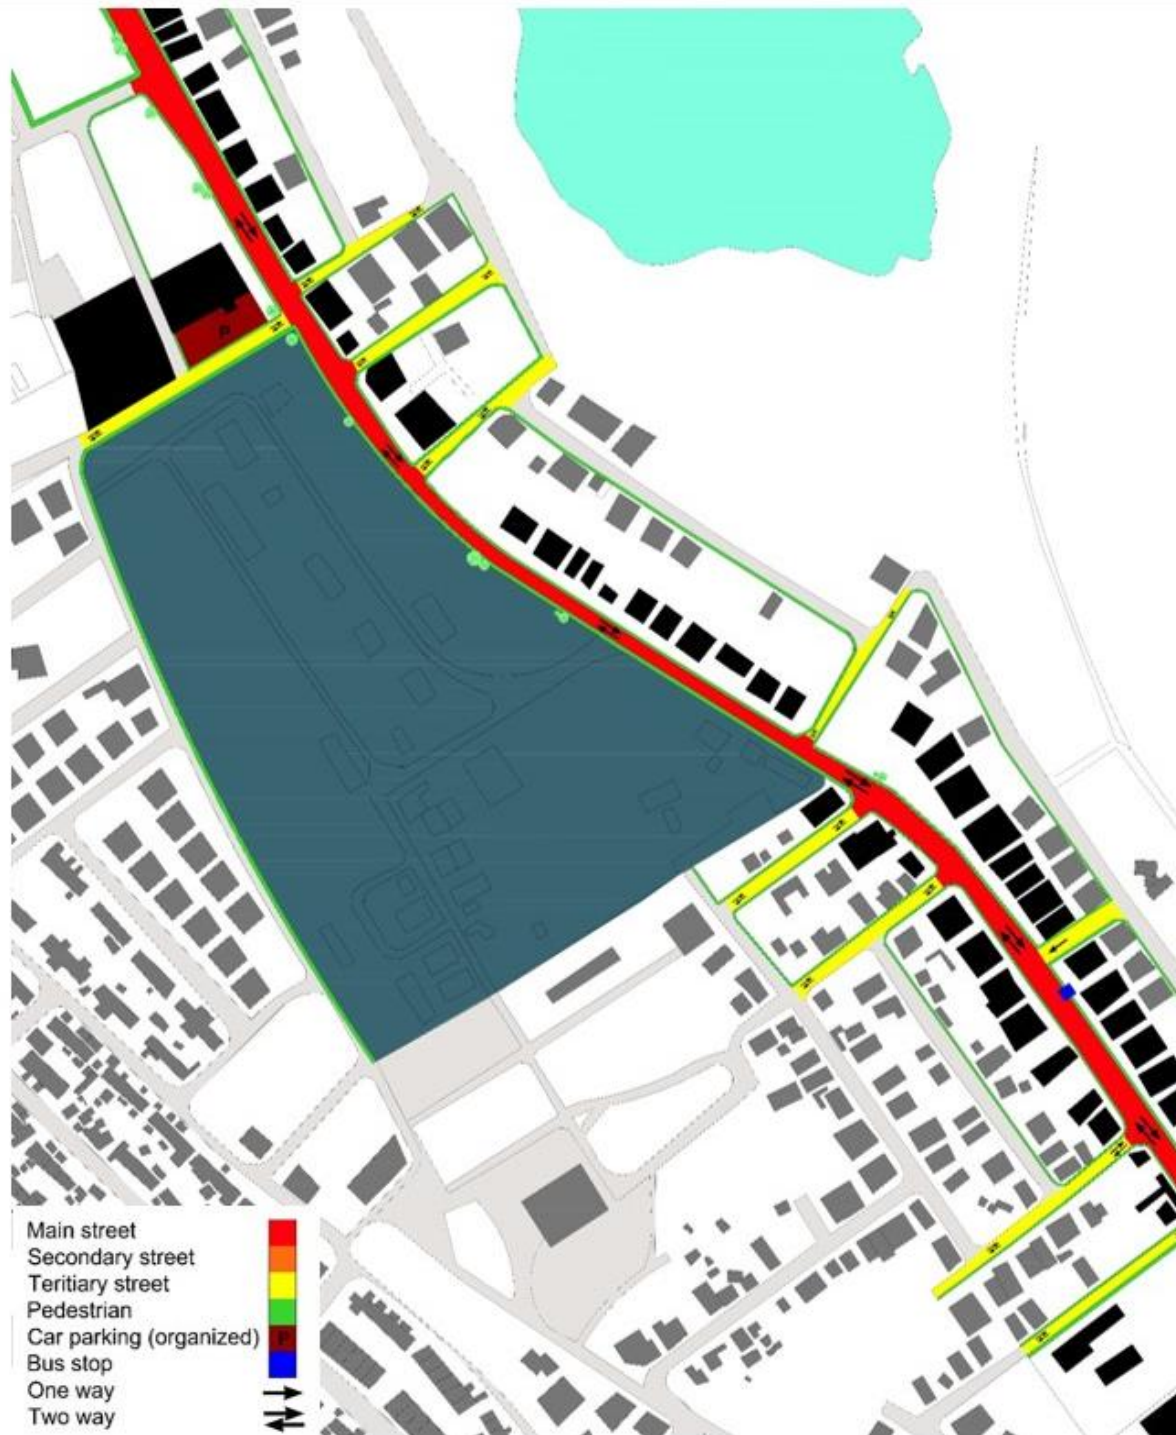 P
Main street
Secondary street
Teritiary street
Pedestrian
Car parking (organized) P
Bus stop
One way
Two way